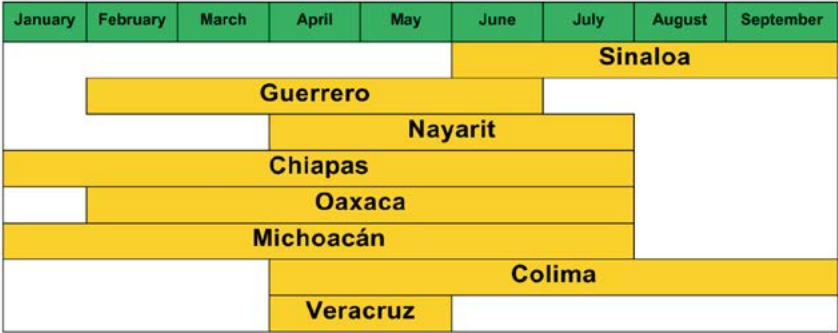 January February March April May June July August September
Sinaloa
Guerrero
Nayarit
Chiapas
Oaxaca
Michoacán
Colima
Veracruz